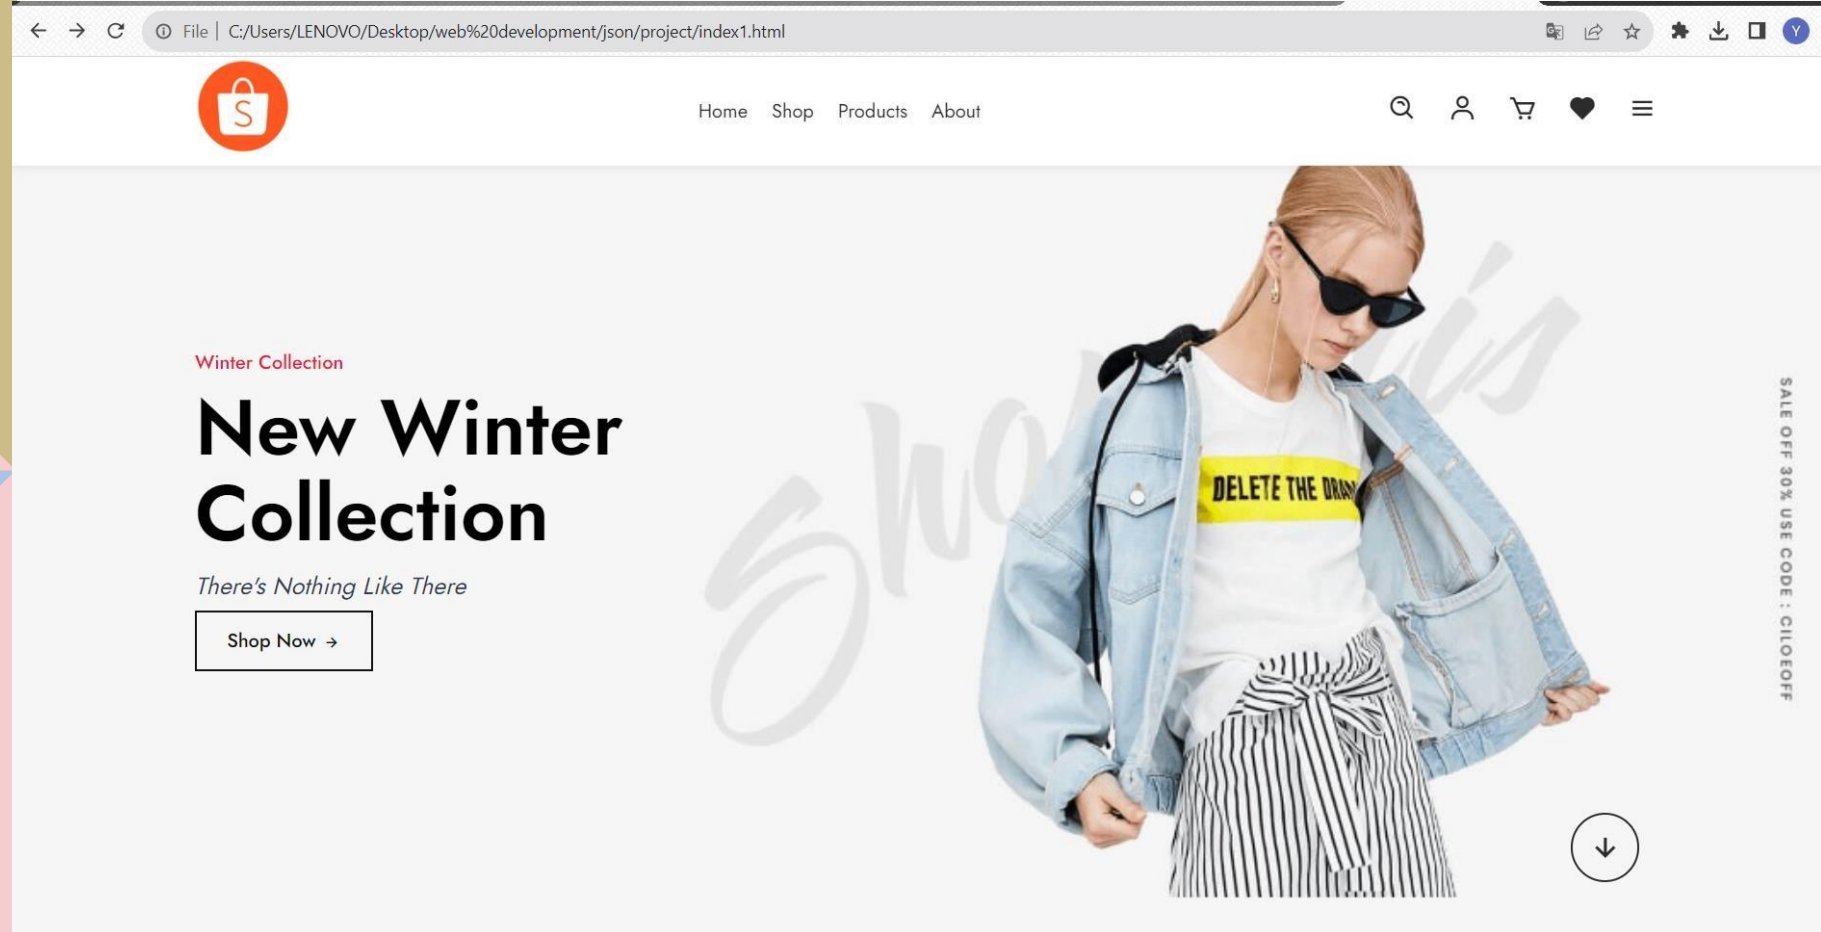 File
C:/Users/LENOVO/Desktop/web%20development/json/project/index1.html
Y
S
Home Shop Products About
Winter Collection
New Winter
Collection
There's Nothing Like There
Shop Now →
DELETE THE DRAM
SALE OFF 30% USE CODE : CILOEOFF